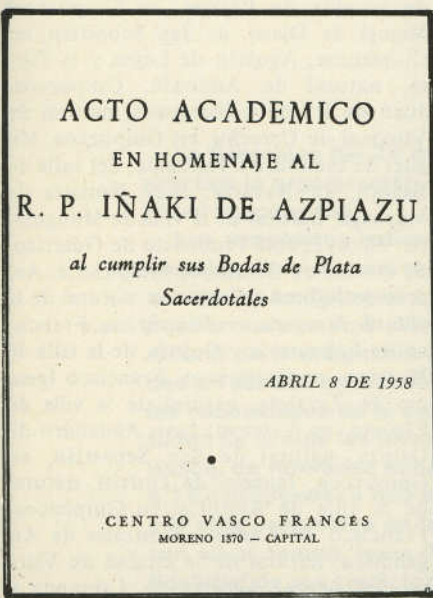 ACTO ACADEMICO
EN HOMENAJE AL
R. P. IÑAKI DE AZPIAZU
al cumplir sus Bodas de Plata
Sacerdotales
ABRIL 8 DE 1958
CENTRO VASCO FRANCES
MORENO 1370 — CAPITAL